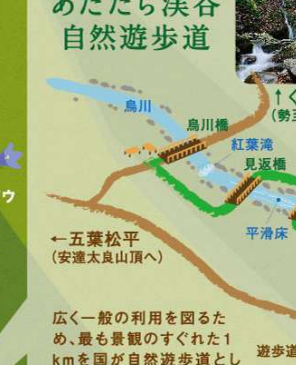 あだたら渓谷
自然遊歩道
↑く
(勢至
烏川
烏川橋
紅葉滝
見返橋
平滑床
ウ
←五葉松平
(安達太良山頂へ)
広く一般の利用を図るた
め、最も景観のすぐれた1
kmを国が自然遊歩道とし
遊歩道